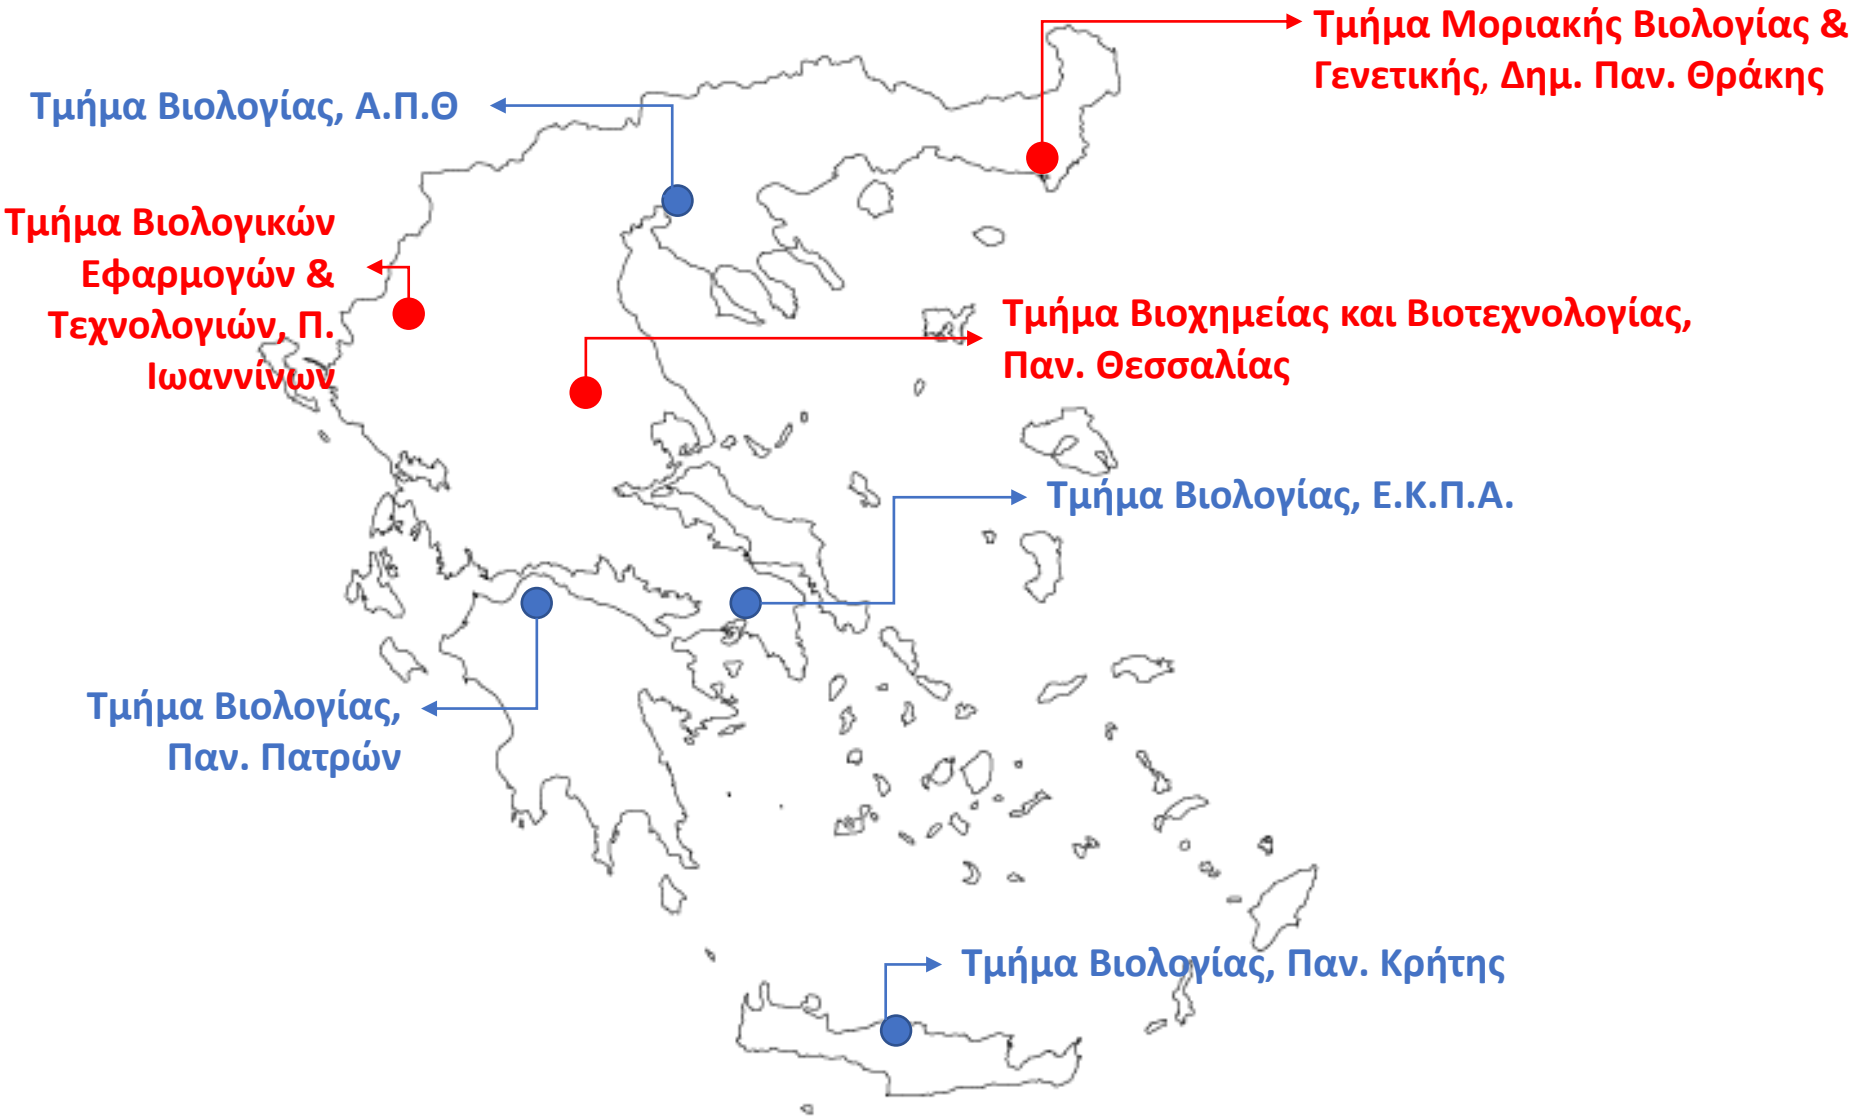 Τμήμα Μοριακής Βιολογίας &
Γενετικής, Δημ. Παν. Θράκης
Τμήμα Βιολογίας, Α.Π.Θ
Τμήμα Βιολογικών
Εφαρμογών &
Τεχνολογιών, Π.
Ιωαννίνων
Τμήμα Βιοχημείας και Βιοτεχνολογίας,
Παν. Θεσσαλίας
Τμήμα Βιολογίας, Ε.Κ.Π.Α.
Τμήμα Βιολογίας,
Παν. Πατρών
Τμήμα Βιολογίας, Παν. Κρήτης